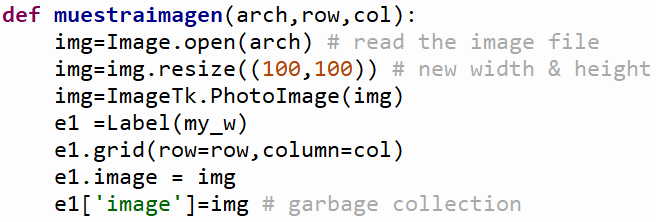 def muestraimagen(arch,row,col):
    img=Image.open(arch) # read the image file
    img=img.resize((100,100)) # new width & height
    img=ImageTk.PhotoImage(img)
    e1 =Label(my_w)
    e1.grid(row=row,column=col)
    e1.image = img
    e1['image']=img # garbage collection